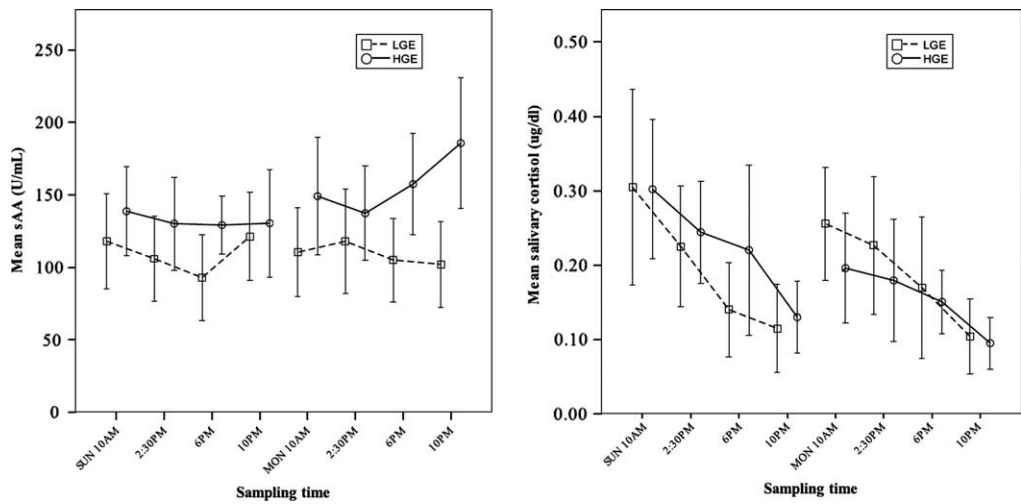 Mean sAA (U/mL)
250
200
150
100
50
0
LGE
HGE
SUN 10AM
2:30PM
6PM
10PM
MON 10AM
2:30PM
6PM
10PM
Sampling time
Mean salivary cortisol (ug/dl)
0.50
0.40
0.30
0.20
0.10
0.00
LGE
HGE
SUN 10AM
2:30PM
6PM
10PM
MON 10AM
2:30PM
6PM
10PM
Sampling time